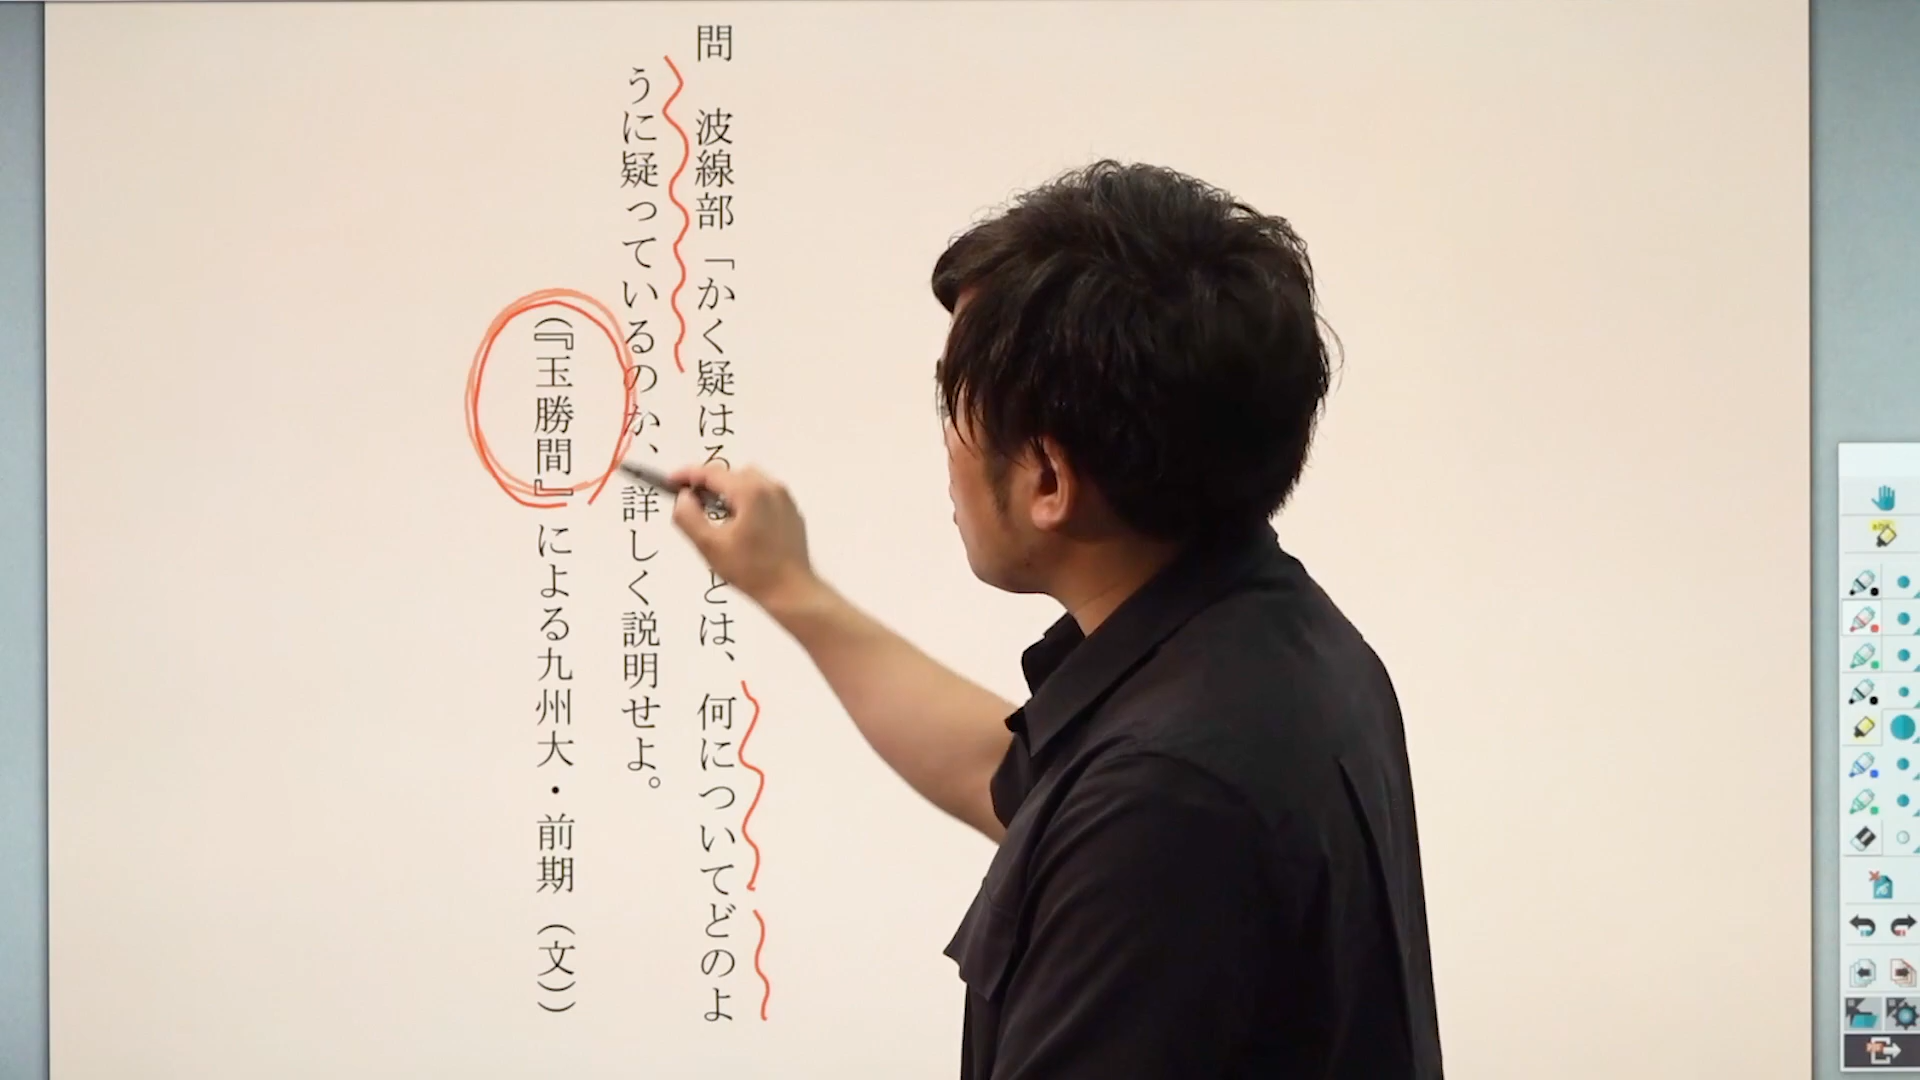 問 波線部「かく疑はる とは、何についてどのよ
うに疑っているのか、詳しく説明せよ。
(『玉勝間』による九州大・前期（文））